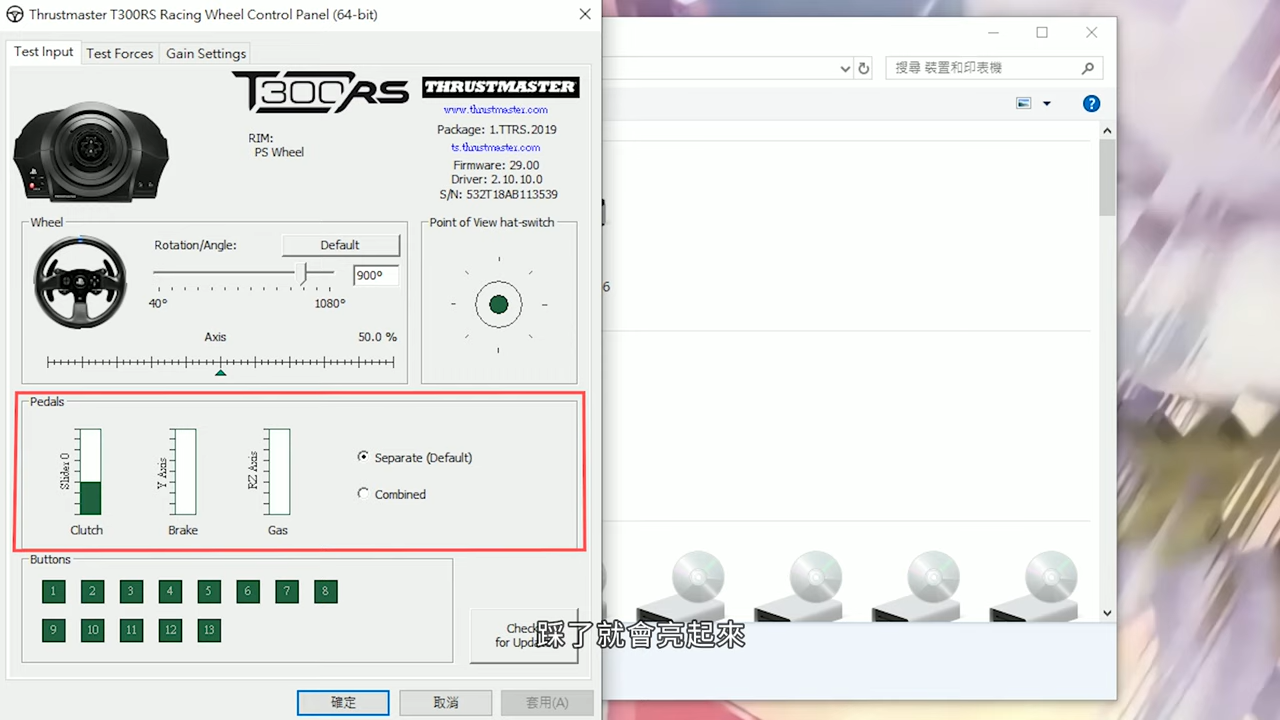 Thrustmaster T300RS Racing Wheel Control Panel (64-bit)
Test Input
Test Forces
Gain Settings
T300RS
THRUSTMASTER
www.thrustmaster.com
RIM:
PS Wheel
Package: 1.TTRS.2019
ts.thrustmaster.com
Firmware: 29.00
Driver: 2.10.10.0
S/N: 532T18AB113539
Wheel
Rotation/Angle:
Default
900°
40°
1080°
Axis
50.0 %
Point of View hat-switch
Pedals
Slider 0
Y Axis
RZ Axis
Clutch
Brake
Gas
Separate (Default)
Combined
Buttons
1 2 3 4 5 6 7 8
9 10 11 12 13
Check
for Upda
確定
取消
套用(A)
搜尋 裝置和印表機
?
6
踩了就會亮起來